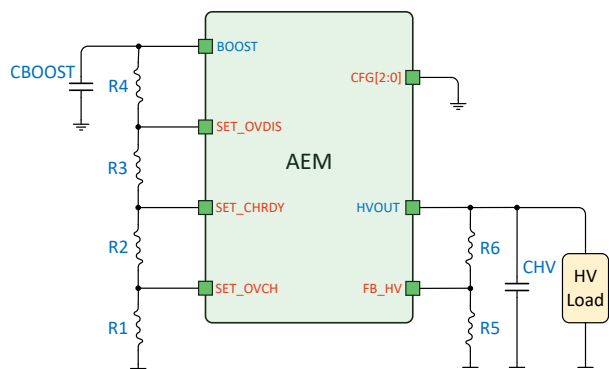 BOOST
CBOOST
R4
CFG[2:0]
SET_OVDIS
AEM
R3
SET_CHRDY
HVOUT
R2
R6
CHV
HV
Load
SET_OVCH
FB_HV
R1
R5